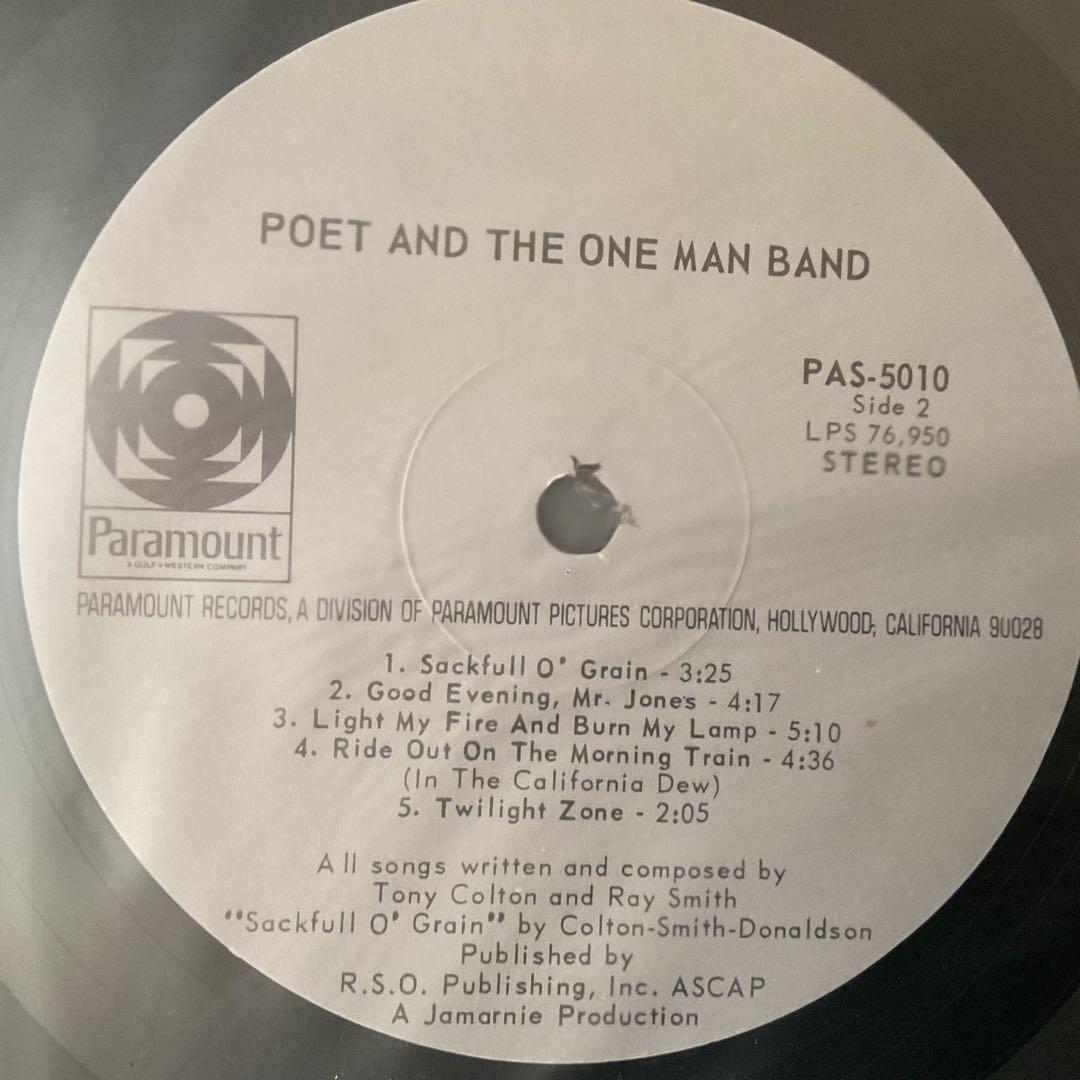 POET AND THE ONE MAN BAND
PAS-5010
Side 2
LPS 76,950
STEREO
Paramount
A GULF + WESTERN COMPANY
PARAMOUNT RECORDS, A DIVISION OF PARAMOUNT PICTURES CORPORATION, HOLLYWOOD, CALIFORNIA 90028
1. Sackfull O' Grain - 3:25
2. Good Evening, Mr. Jones - 4:17
3. Light My Fire And Burn My Lamp - 5:10
4. Ride Out On The Morning Train - 4:36
(In The California Dew)
5. Twilight Zone - 2:05
All songs written and composed by
Tony Colton and Ray Smith
"Sackfull O' Grain" by Colton-Smith-Donaldson
Published by
R.S.O. Publishing, Inc. ASCAP
A Jamarnie Production